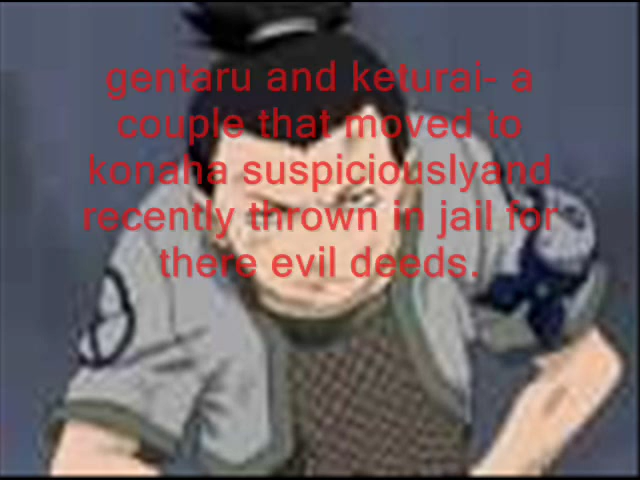 gentaru and keturai- a
couple that moved to
konaha suspiciouslyand
recently thrown in jail for
there evil deeds.